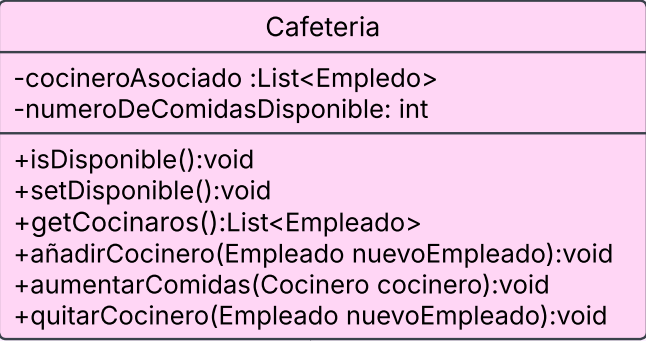 Cafeteria
-cocineroAsociado :List<Empledo>
-numeroDeComidasDisponible: int
+isDisponible():void
+setDisponible():void
+getCocinaros():List<Empleado>
+añadirCocinero(Empleado nuevoEmpleado):void
+aumentarComidas(Cocinero cocinero):void
+quitarCocinero(Empleado nuevoEmpleado):void